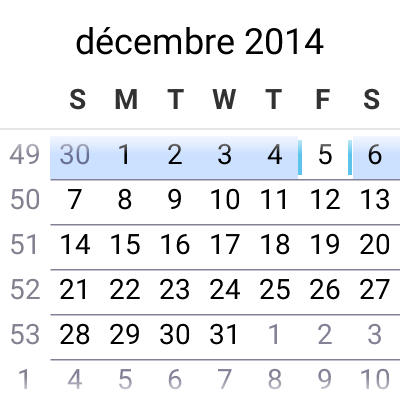 décembre 2014
S M T W T F S
49 30 1 2 3 4 5 6
50 7 8 9 10 11 12 13
51 14 15 16 17 18 19 20
52 21 22 23 24 25 26 27
53 28 29 30 31 1 2 3
1 4 5 6 7 8 9 10